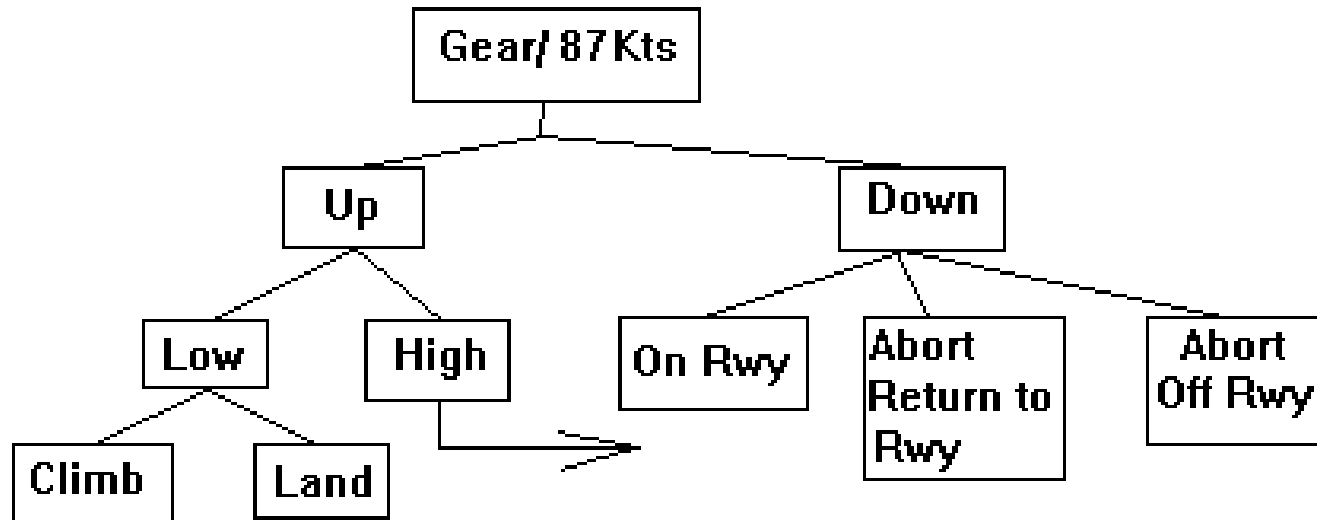 Gear/ 87Kts
Up
Down
Low
High
On Rwy
Abort
Return to
Rwy
Abort
Off Rwy
Climb
Land